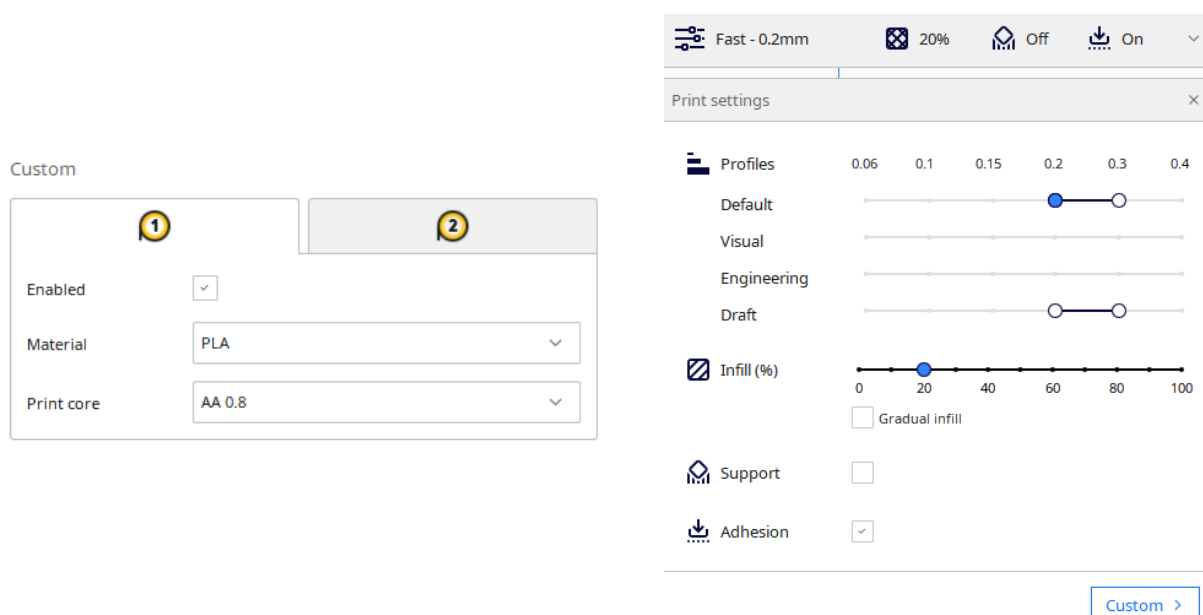 Custom
1
2
Enabled
Material
PLA
Print core
AA 0.8
Fast - 0.2mm
20%
Off
On
Print settings
Profiles
0.06 0.1 0.15 0.2 0.3 0.4
Default
Visual
Engineering
Draft
Infill (%)
0 20 40 60 80 100
Gradual infill
Support
Adhesion
Custom